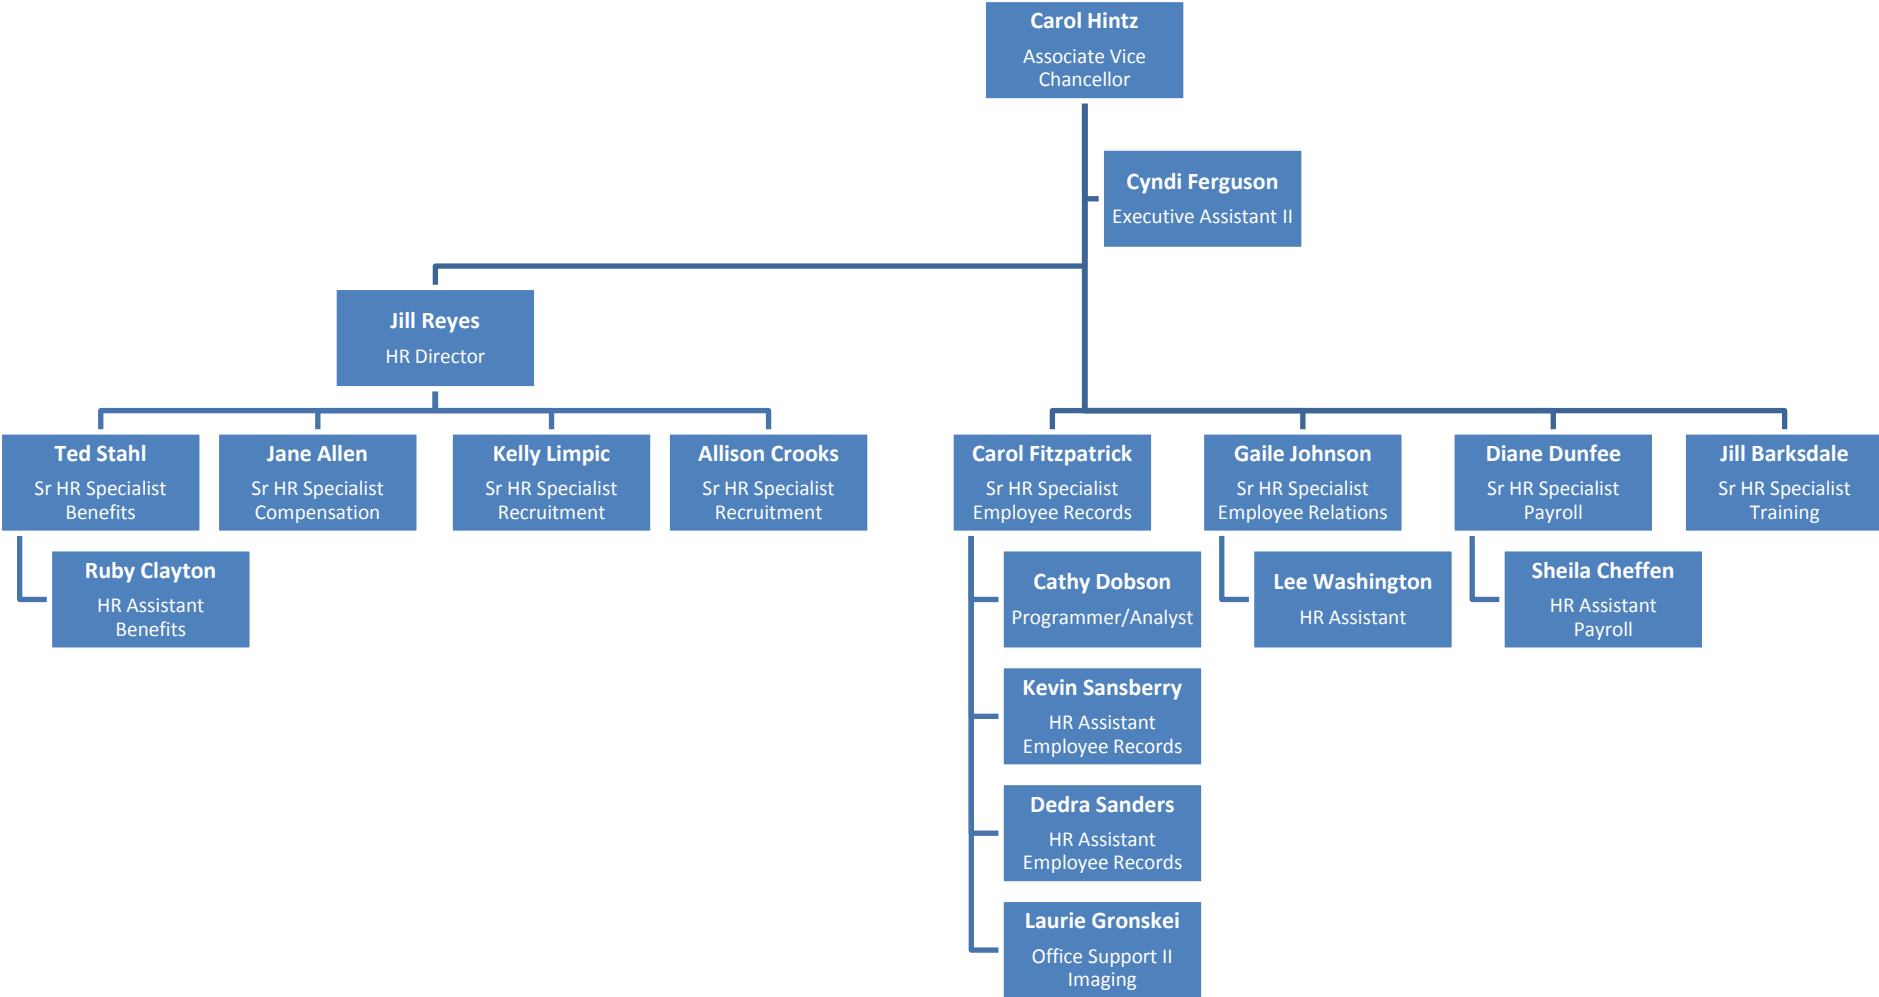 Carol Hintz
Associate Vice
Chancellor
Cyndi Ferguson
Executive Assistant II
Jill Reyes
HR Director
Ted Stahl
Sr HR Specialist
Benefits
Jane Allen
Sr HR Specialist
Compensation
Kelly Limpic
Sr HR Specialist
Recruitment
Allison Crooks
Sr HR Specialist
Recruitment
Carol Fitzpatrick
Sr HR Specialist
Employee Records
Gaile Johnson
Sr HR Specialist
Employee Relations
Diane Dunfee
Sr HR Specialist
Payroll
Jill Barksdale
Sr HR Specialist
Training
Ruby Clayton
HR Assistant
Benefits
Cathy Dobson
Programmer/Analyst
Lee Washington
HR Assistant
Sheila Cheffen
HR Assistant
Payroll
Kevin Sansberry
HR Assistant
Employee Records
Dedra Sanders
HR Assistant
Employee Records
Laurie Gronskei
Office Support II
Imaging